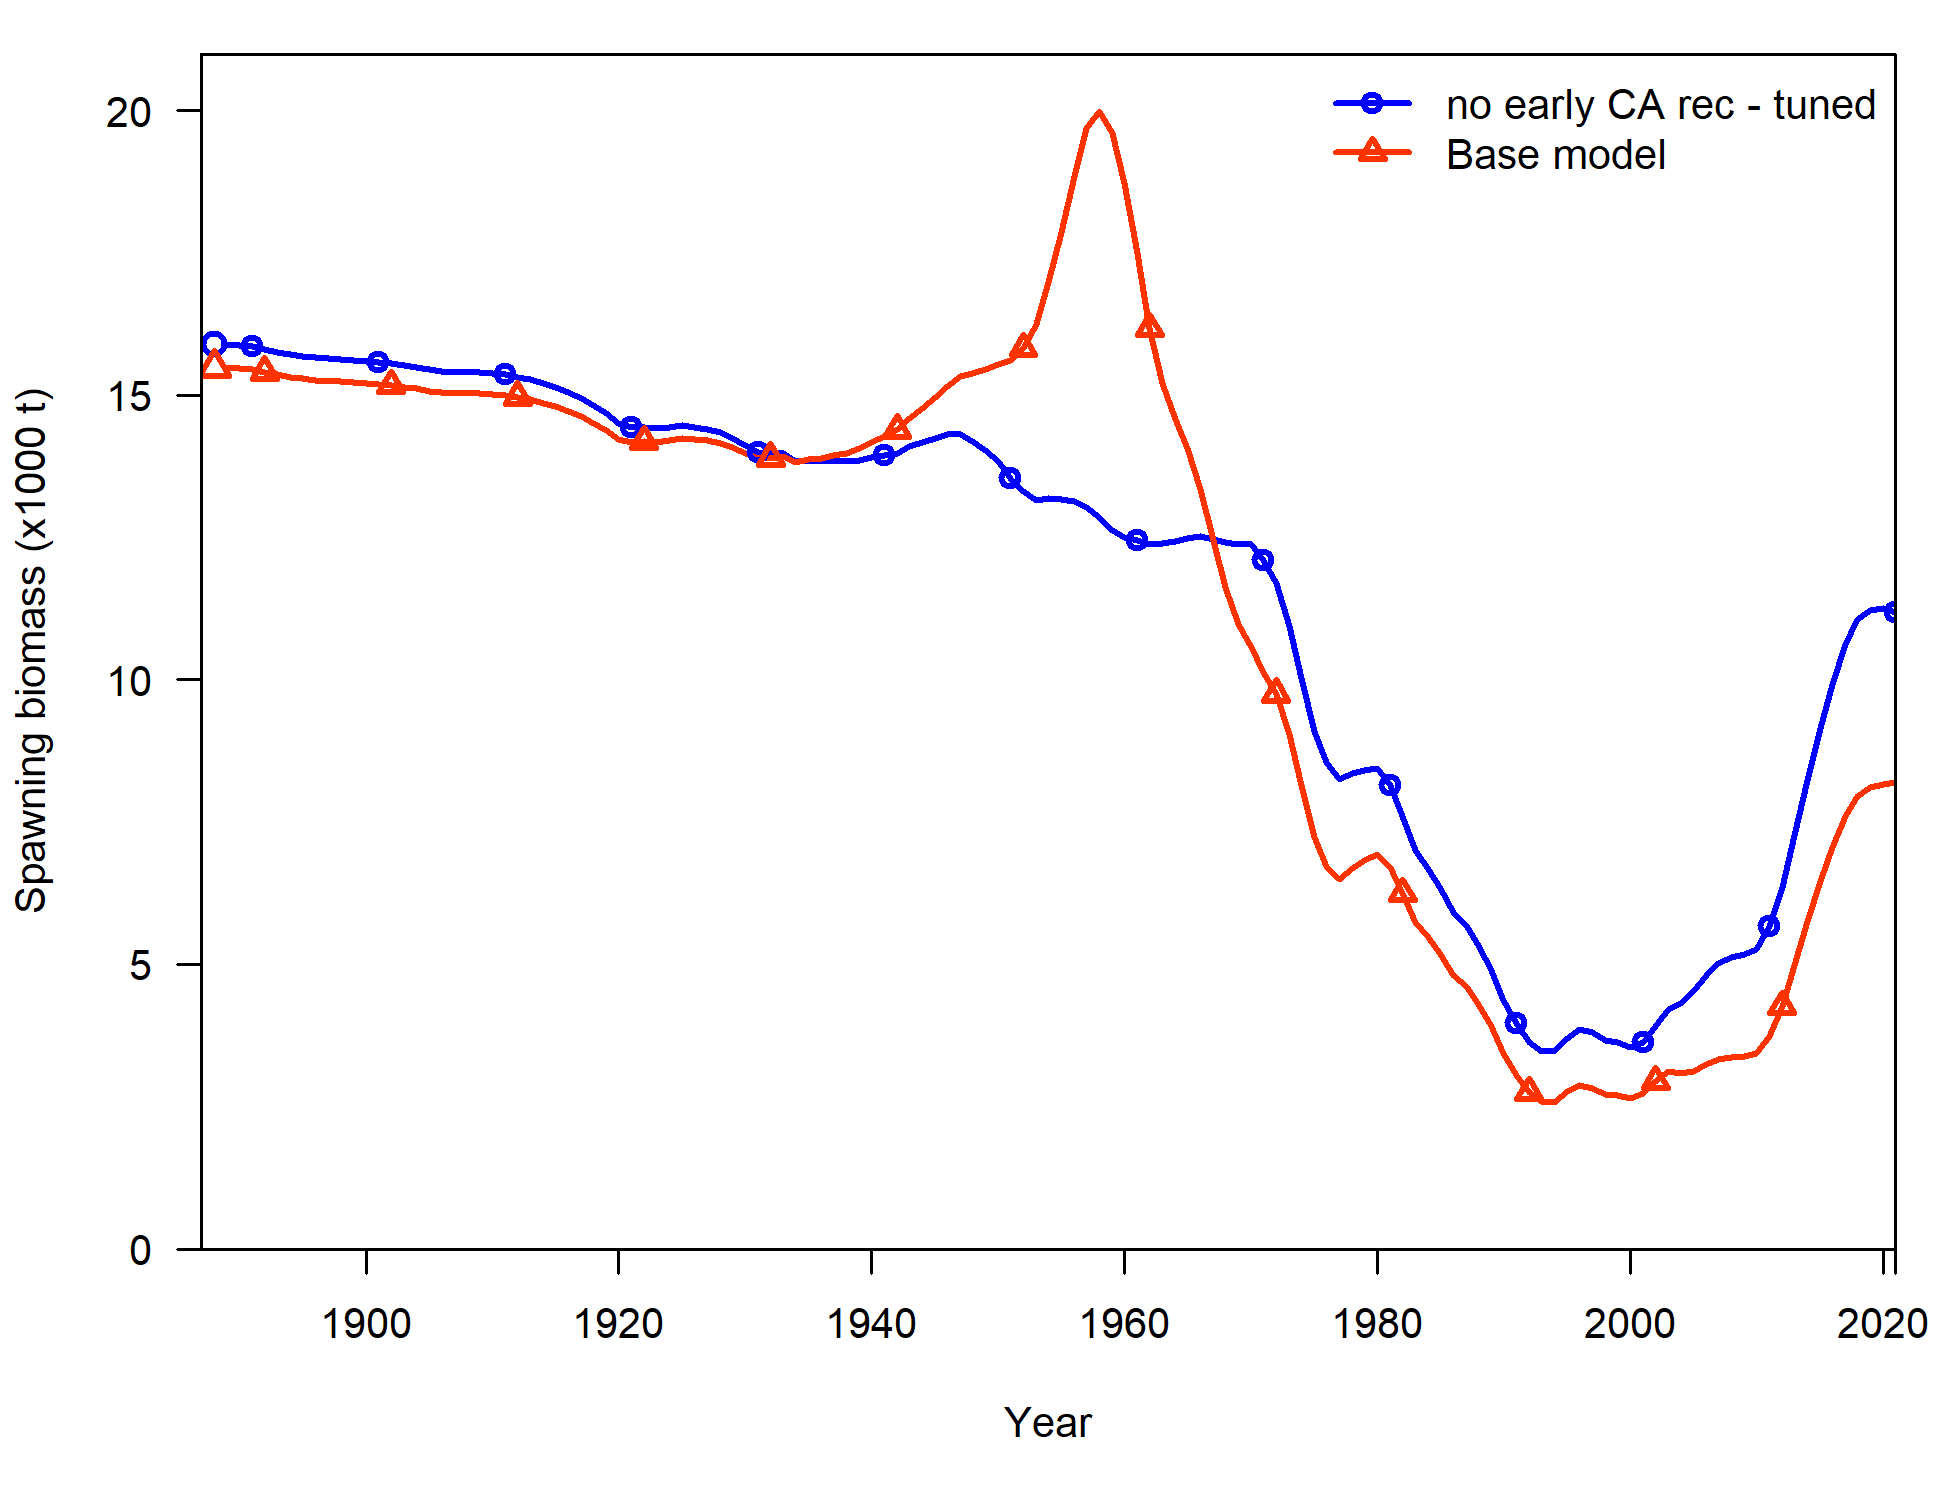 no early CA rec - tuned
Base model
Spawning biomass (x1000 t)
20
15
10
5
0
1900 1920 1940 1960 1980 2000 2020
Year